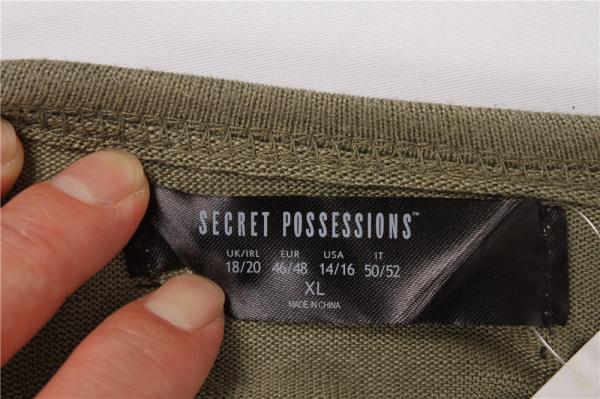 SECRET POSSESSIONS™
UK/IRL EUR USA IT
18/20 46/48 14/16 50/52
XL
MADE IN CHINA